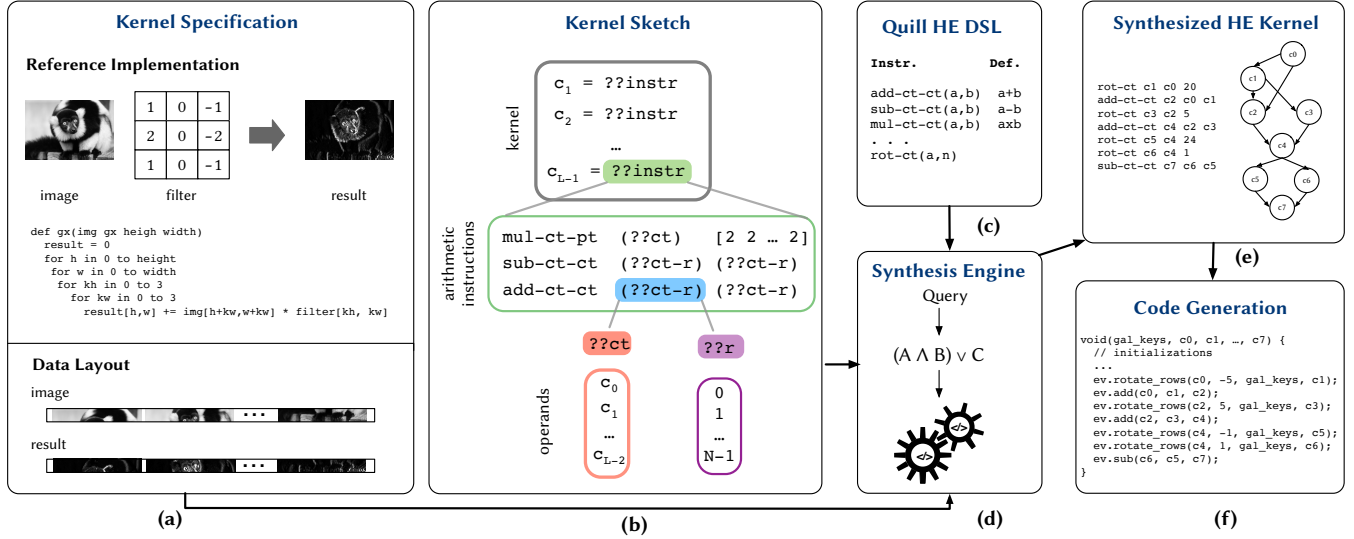 Kernel Specification
Reference Implementation
1 0 -1
2 0 -2
1 0 -1
image filter result
def gx(img gx heigh width)
result = 0
for h in 0 to height
for w in 0 to width
for kh in 0 to 3
for kw in 0 to 3
result[h,w] += img[h+kw,w+kw] * filter[kh, kw]
Data Layout
image
...
result
...
(a)
Kernel Sketch
kernel
c1 = ??instr
c2 = ??instr
…
cL-1 = ??instr
arithmetic
instructions
mul-ct-pt (??ct) [2 2 … 2]
sub-ct-ct (??ct-r) (??ct-r)
add-ct-ct (??ct-r) (??ct-r)
??ct ??r
operands
c0 0
c1 1
… …
cL-2 N-1
(b)
Quill HE DSL
Instr. Def.
add-ct-ct(a,b) a+b
sub-ct-ct(a,b) a-b
mul-ct-ct(a,b) axb
. . .
rot-ct(a,n)
(c)
Synthesis Engine
Query
(A ∧ B) ∨ C
</>
</>
(d)
Synthesized HE Kernel
rot-ct c1 c0 20
add-ct-ct c2 c0 c1
rot-ct c3 c2 5
add-ct-ct c4 c2 c3
rot-ct c5 c4 24
rot-ct c6 c4 1
sub-ct-ct c7 c6 c5
c0
c1
c2 c3
c4
c5 c6
c7
(e)
Code Generation
void(gal_keys, c0, c1, …, c7) {
// initializations
...
ev.rotate_rows(c0, -5, gal_keys, c1);
ev.add(c0, c1, c2);
ev.rotate_rows(c2, 5, gal_keys, c3);
ev.add(c2, c3, c4);
ev.rotate_rows(c4, -1, gal_keys, c5);
ev.rotate_rows(c4, 1, gal_keys, c6);
ev.sub(c6, c5, c7);
}
(f)